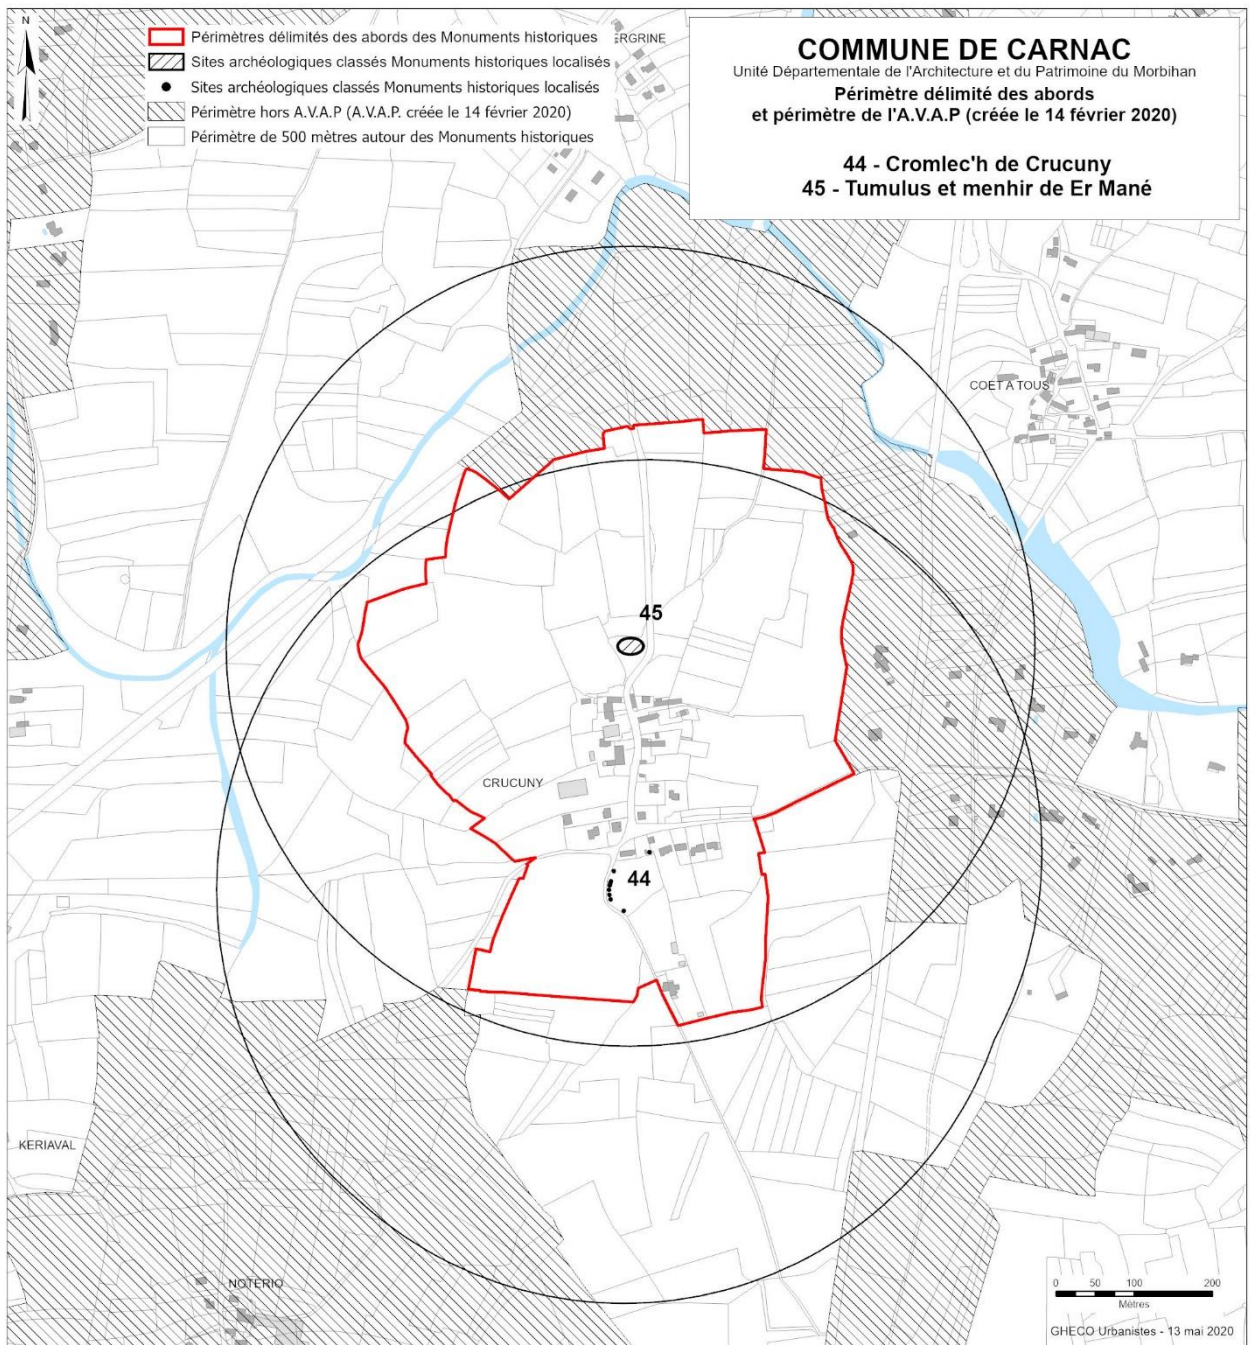 N
Périmètres délimités des abords des Monuments historiques
Sites archéologiques classés Monuments historiques localisés
Sites archéologiques classés Monuments historiques localisés
Périmètre hors A.V.A.P (A.V.A.P. créée le 14 février 2020)
Périmètre de 500 mètres autour des Monuments historiques
ERGRINE
COMMUNE DE CARNAC
Unité Départementale de l'Architecture et du Patrimoine du Morbihan
Périmètre délimité des abords
et périmètre de l'A.V.A.P (créée le 14 février 2020)
44 - Cromlec'h de Crucuny
45 - Tumulus et menhir de Er Mané
COET A TOUS
45
CRUCUNY
44
KERIAVAL
NOTERIO
0 50 100 200
Mètres
GHECO Urbanistes - 13 mai 2020